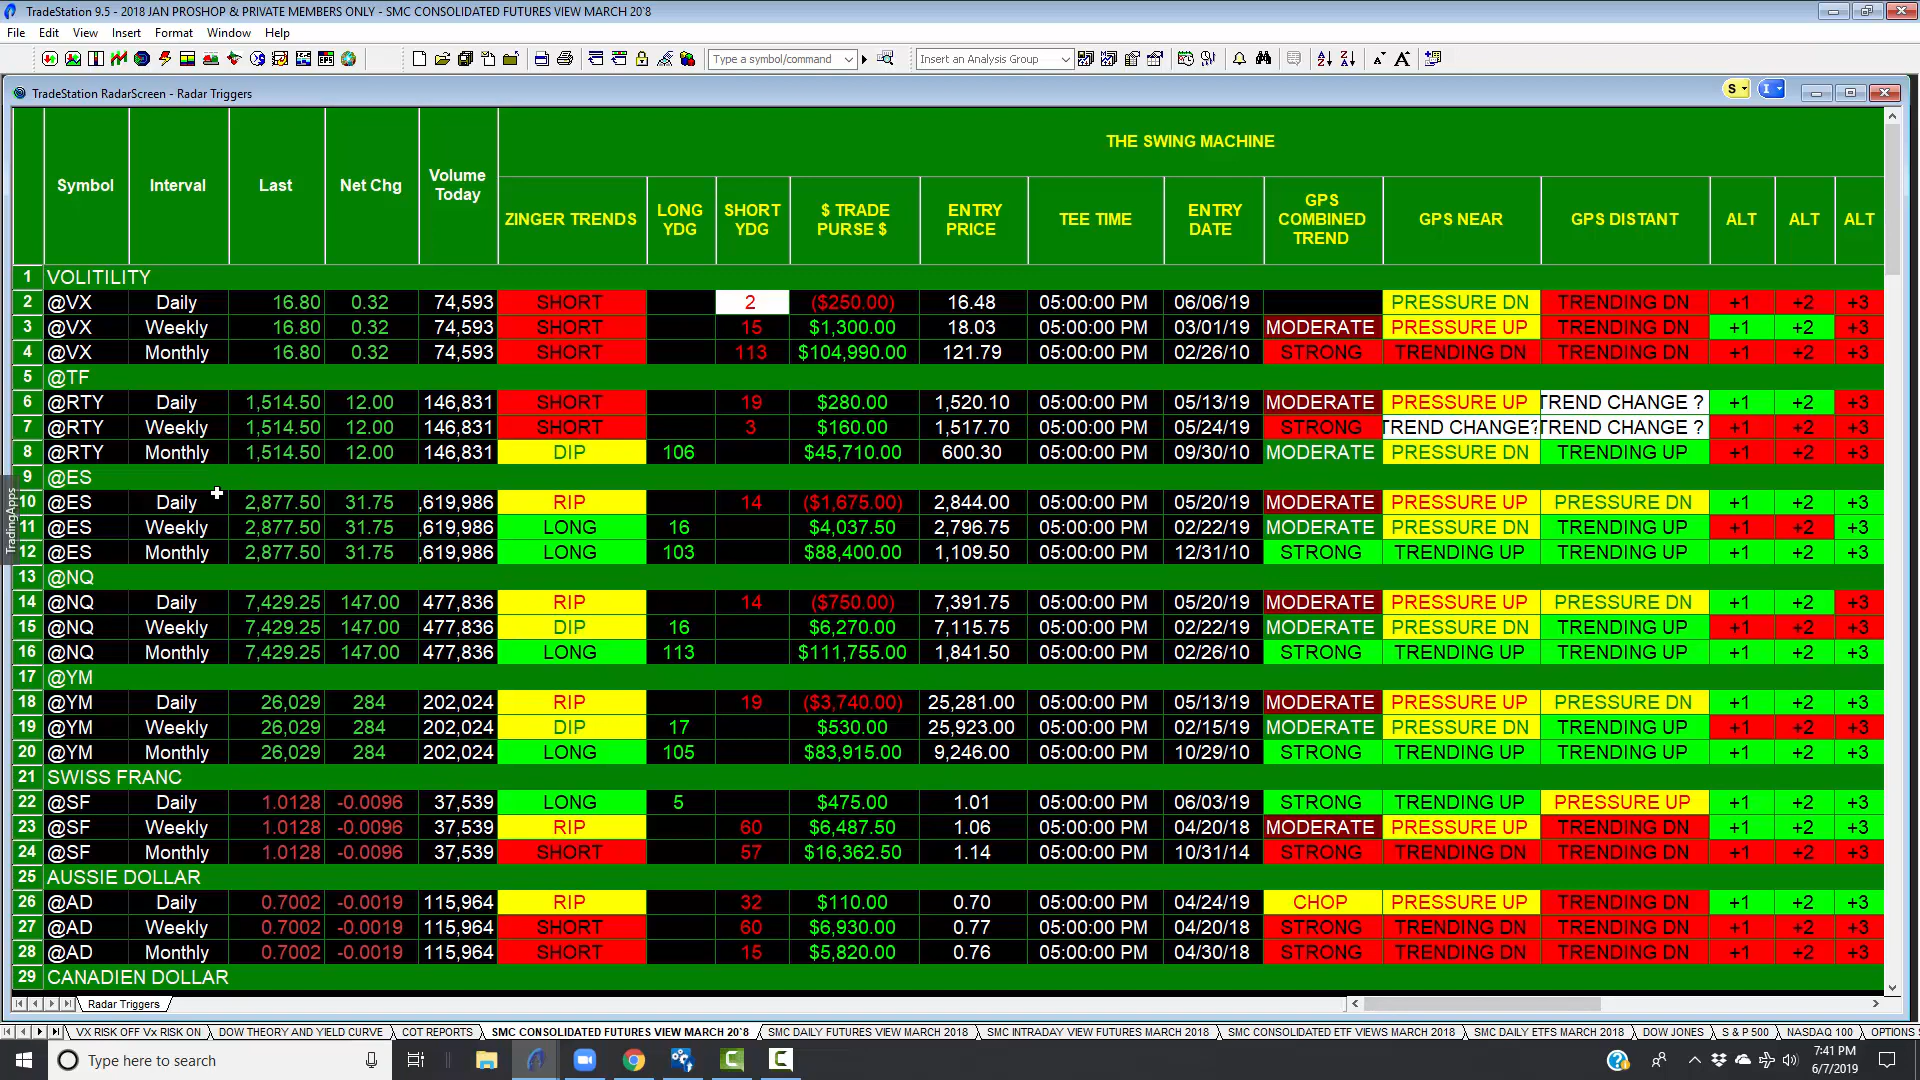 TradeStation 9.5 - 2018 JAN PROSHOP & PRIVATE MEMBERS ONLY - SMC CONSOLIDATED FUTURES VIEW MARCH 20`8
File Edit View Insert Format Window Help
Type a symbol/command Insert an Analysis Group
TradeStation RadarScreen - Radar Triggers S I
THE SWING MACHINE
Symbol Interval Last Net Chg Volume Today ZINGER TRENDS LONG YDG SHORT YDG $ TRADE PURSE $ ENTRY PRICE TEE TIME ENTRY DATE GPS COMBINED TREND GPS NEAR GPS DISTANT ALT ALT ALT
1 VOLITILITY
2 @VX Daily 16.80 0.32 74,593 SHORT 2 ($250.00) 16.48 05:00:00 PM 06/06/19 PRESSURE DN TRENDING DN +1 +2 +3
3 @VX Weekly 16.80 0.32 74,593 SHORT 15 $1,300.00 18.03 05:00:00 PM 03/01/19 MODERATE PRESSURE UP TRENDING DN +1 +2 +3
4 @VX Monthly 16.80 0.32 74,593 SHORT 113 $104,990.00 121.79 05:00:00 PM 02/26/10 STRONG TRENDING DN TRENDING DN +1 +2 +3
5 @TF
6 @RTY Daily 1,514.50 12.00 146,831 SHORT 19 $280.00 1,520.10 05:00:00 PM 05/13/19 MODERATE PRESSURE UP TREND CHANGE ? +1 +2 +3
7 @RTY Weekly 1,514.50 12.00 146,831 SHORT 3 $160.00 1,517.70 05:00:00 PM 05/24/19 STRONG TREND CHANGE? TREND CHANGE ? +1 +2 +3
8 @RTY Monthly 1,514.50 12.00 146,831 DIP 106 $45,710.00 600.30 05:00:00 PM 09/30/10 MODERATE PRESSURE DN TRENDING UP +1 +2 +3
9 @ES
10 @ES Daily 2,877.50 31.75 ,619,986 RIP 14 ($1,675.00) 2,844.00 05:00:00 PM 05/20/19 MODERATE PRESSURE UP PRESSURE DN +1 +2 +3
11 @ES Weekly 2,877.50 31.75 ,619,986 LONG 16 $4,037.50 2,796.75 05:00:00 PM 02/22/19 MODERATE PRESSURE DN TRENDING UP +1 +2 +3
12 @ES Monthly 2,877.50 31.75 ,619,986 LONG 103 $88,400.00 1,109.50 05:00:00 PM 12/31/10 STRONG TRENDING UP TRENDING UP +1 +2 +3
13 @NQ
14 @NQ Daily 7,429.25 147.00 477,836 RIP 14 ($750.00) 7,391.75 05:00:00 PM 05/20/19 MODERATE PRESSURE UP PRESSURE DN +1 +2 +3
15 @NQ Weekly 7,429.25 147.00 477,836 DIP 16 $6,270.00 7,115.75 05:00:00 PM 02/22/19 MODERATE PRESSURE DN TRENDING UP +1 +2 +3
16 @NQ Monthly 7,429.25 147.00 477,836 LONG 113 $111,755.00 1,841.50 05:00:00 PM 02/26/10 STRONG TRENDING UP TRENDING UP +1 +2 +3
17 @YM
18 @YM Daily 26,029 284 202,024 RIP 19 ($3,740.00) 25,281.00 05:00:00 PM 05/13/19 MODERATE PRESSURE UP PRESSURE DN +1 +2 +3
19 @YM Weekly 26,029 284 202,024 DIP 17 $530.00 25,923.00 05:00:00 PM 02/15/19 MODERATE PRESSURE DN TRENDING UP +1 +2 +3
20 @YM Monthly 26,029 284 202,024 LONG 105 $83,915.00 9,246.00 05:00:00 PM 10/29/10 STRONG TRENDING UP TRENDING UP +1 +2 +3
21 SWISS FRANC
22 @SF Daily 1.0128 -0.0096 37,539 LONG 5 $475.00 1.01 05:00:00 PM 06/03/19 STRONG TRENDING UP PRESSURE UP +1 +2 +3
23 @SF Weekly 1.0128 -0.0096 37,539 RIP 60 $6,487.50 1.06 05:00:00 PM 04/20/18 MODERATE PRESSURE UP TRENDING DN +1 +2 +3
24 @SF Monthly 1.0128 -0.0096 37,539 SHORT 57 $16,362.50 1.14 05:00:00 PM 10/31/14 STRONG TRENDING DN TRENDING DN +1 +2 +3
25 AUSSIE DOLLAR
26 @AD Daily 0.7002 -0.0019 115,964 RIP 32 $110.00 0.70 05:00:00 PM 04/24/19 CHOP PRESSURE UP TRENDING DN +1 +2 +3
27 @AD Weekly 0.7002 -0.0019 115,964 SHORT 60 $6,930.00 0.77 05:00:00 PM 04/20/18 STRONG TRENDING DN TRENDING DN +1 +2 +3
28 @AD Monthly 0.7002 -0.0019 115,964 SHORT 15 $5,820.00 0.76 05:00:00 PM 04/30/18 STRONG TRENDING DN TRENDING DN +1 +2 +3
29 CANADIEN DOLLAR
TradingApps
Radar Triggers
VX RISK OFF Vx RISK ON DOW THEORY AND YIELD CURVE COT REPORTS SMC CONSOLIDATED FUTURES VIEW MARCH 20`8 SMC DAILY FUTURES VIEW MARCH 2018 SMC INTRADAY VIEW FUTURES MARCH 2018 SMC CONSOLIDATED ETF VIEWS MARCH 2018 SMC DAILY ETFS MARCH 2018 DOW JONES S & P 500 NASDAQ 100 OPTIONS S
Type here to search
7:41 PM
6/7/2019